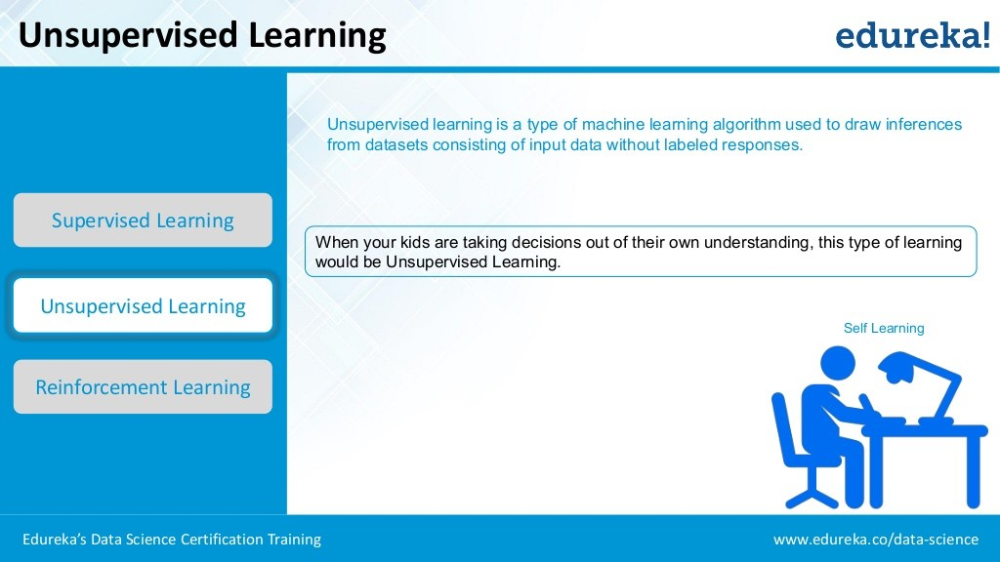 Unsupervised Learning
edureka!
Unsupervised learning is a type of machine learning algorithm used to draw inferences
from datasets consisting of input data without labeled responses.
Supervised Learning
Unsupervised Learning
Reinforcement Learning
When your kids are taking decisions out of their own understanding, this type of learning
would be Unsupervised Learning.
Self Learning
Edureka’s Data Science Certification Training
www.edureka.co/data-science